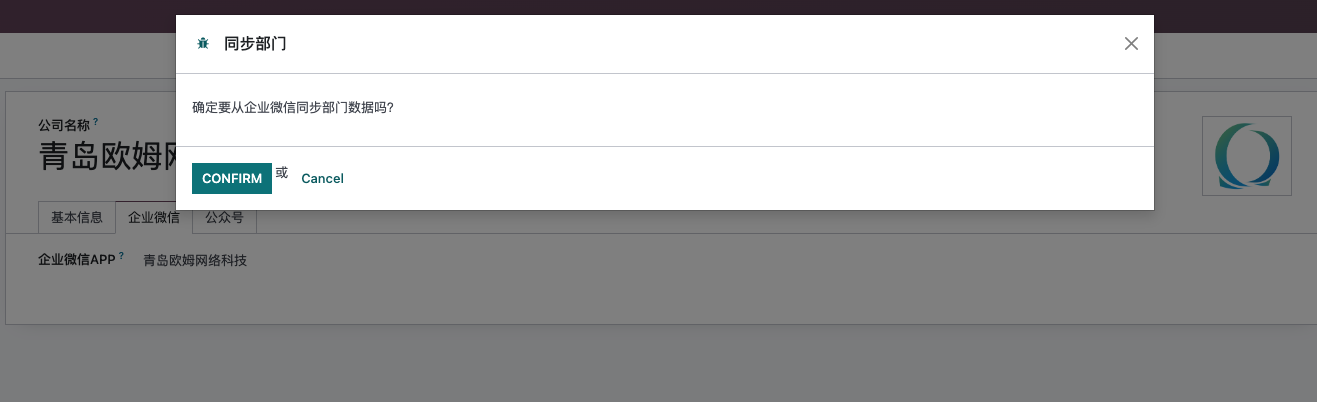 同步部门
确定要从企业微信同步部门数据吗?
CONFIRM 或 Cancel
公司名称 ?
青岛欧姆
基本信息 企业微信 公众号
企业微信APP ? 青岛欧姆网络科技